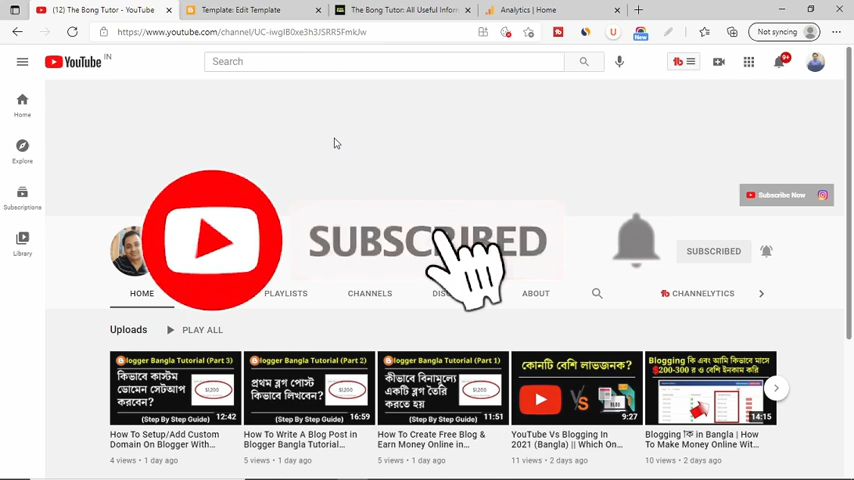 (12) The Bong Tutor - YouTube
Template: Edit Template
The Bong Tutor: All Useful Infor
Analytics | Home
https://www.youtube.com/channel/UC-iwgIB0xe3h3JSRR5FmkJw
New
Not syncing
YouTube IN
Search
9+
Home
Explore
Subscriptions
Library
Subscribe Now
SUBSCRIBED
SUBSCRIBED
HOME
PLAYLISTS
CHANNELS
ABOUT
CHANNELYTICS
Uploads
PLAY ALL
Blogger Bangla Tutorial (Part 3)
কিভাবে কাস্টম
ডোমেন সেটআপ
করবেন?
$1,200
(Step By Step Guide)
12:42
Blogger Bangla Tutorial (Part 2)
প্রথম ব্লগ পোস্ট
কিভাবে লিখবেন?
$1,200
(Step By Step Guide)
16:59
Blogger Bangla Tutorial (Part 1)
কীভাবে বিনামূল্যে
একটি ব্লগ তৈরি
করতে হয়
$1,200
(Step By Step Guide)
11:51
কোনটি বেশি লাভজনক?
VS
9:27
Blogging কি এবং আমি কিভাবে মাসে
$200-300 র ও বেশি ইনকাম করি
14:15
How To Setup/Add Custom
Domain On Blogger With...
4 views • 1 day ago
How To Write A Blog Post in
Blogger Bangla Tutorial...
5 views • 1 day ago
How To Create Free Blog &
Earn Money Online in...
5 views • 1 day ago
YouTube Vs Blogging In
2021 (Bangla) || Which On...
11 views • 2 days ago
Blogging কি in Bangla | How
To Make Money Online Wit...
10 views • 2 days ago